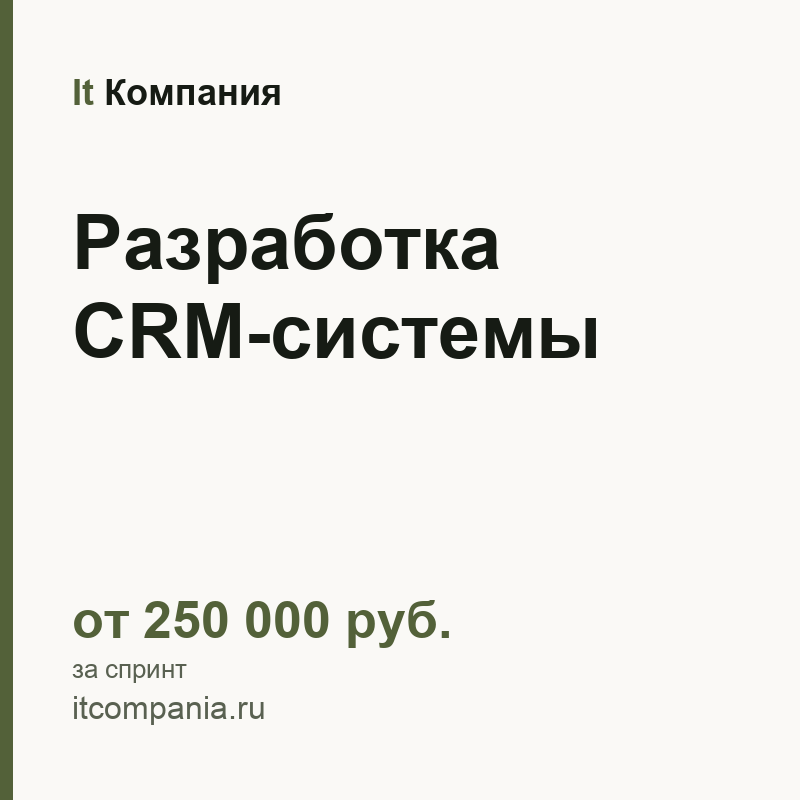 It Компания
Разработка
CRM-системы
от 250 000 руб.
за спринт
itcompania.ru